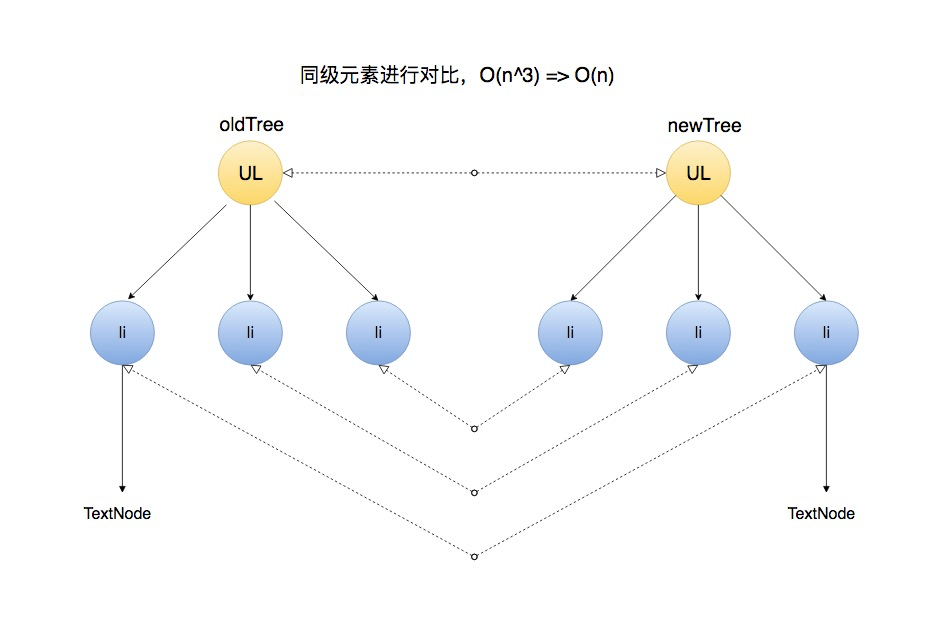 同级元素进行对比，O(n^3) => O(n)
oldTree
newTree
UL
UL
li
li
li
li
li
li
TextNode
TextNode